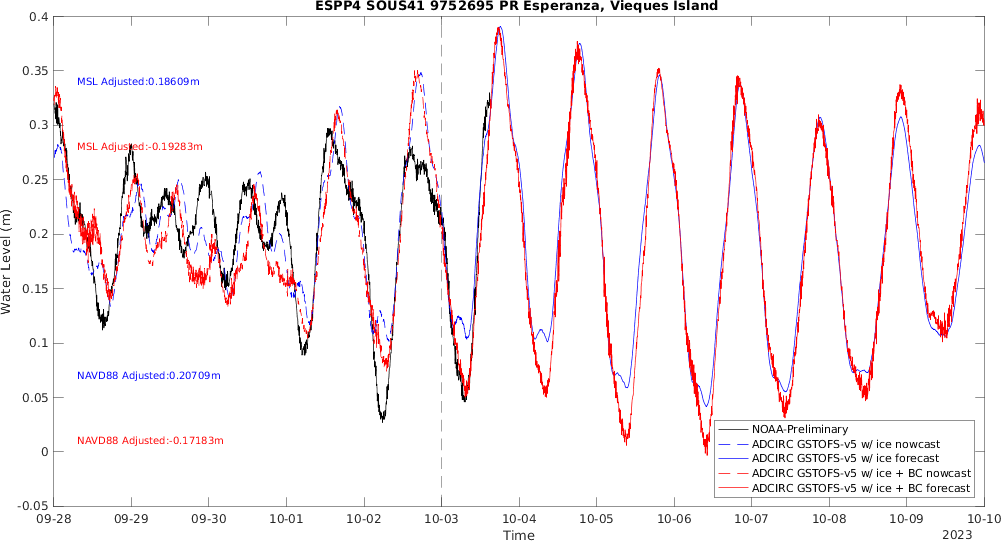 ESPP4 SOUS41 9752695 PR Esperanza, Vieques Island
0.4
0.35
0.3
0.25
0.2
0.15
0.1
0.05
0
-0.05
Water Level (m)
MSL Adjusted:0.18609m
MSL Adjusted:-0.19283m
NAVD88 Adjusted:0.20709m
NAVD88 Adjusted:-0.17183m
NOAA-Preliminary
ADCIRC GSTOFS-v5 w/ ice nowcast
ADCIRC GSTOFS-v5 w/ ice forecast
ADCIRC GSTOFS-v5 w/ ice + BC nowcast
ADCIRC GSTOFS-v5 w/ ice + BC forecast
09-28 09-29 09-30 10-01 10-02 10-03 10-04 10-05 10-06 10-07 10-08 10-09 10-10
Time
2023